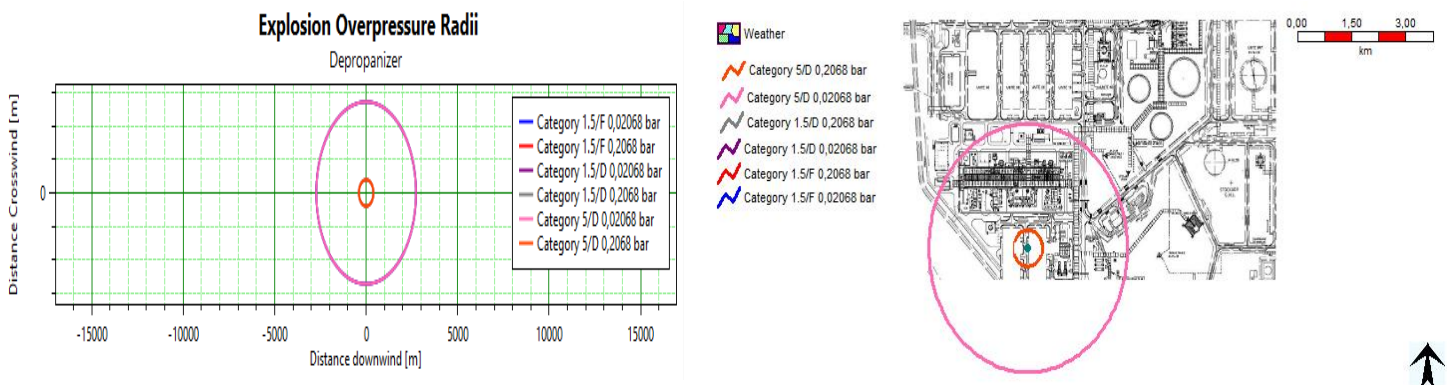 Explosion Overpressure Radii
Depropanizer
Distance Crosswind [m]
0
Category 1.5/F 0,02068 bar
Category 1.5/F 0,2068 bar
Category 1.5/D 0,02068 bar
Category 1.5/D 0,2068 bar
Category 5/D 0,02068 bar
Category 5/D 0,2068 bar
-15000 -10000 -5000 0 5000 10000 15000
Distance downwind [m]
Weather
Category 5/D 0,2068 bar
Category 5/D 0,02068 bar
Category 1.5/D 0,2068 bar
Category 1.5/D 0,02068 bar
Category 1.5/F 0,2068 bar
Category 1.5/F 0,02068 bar
0,00 1,50 3,00
km